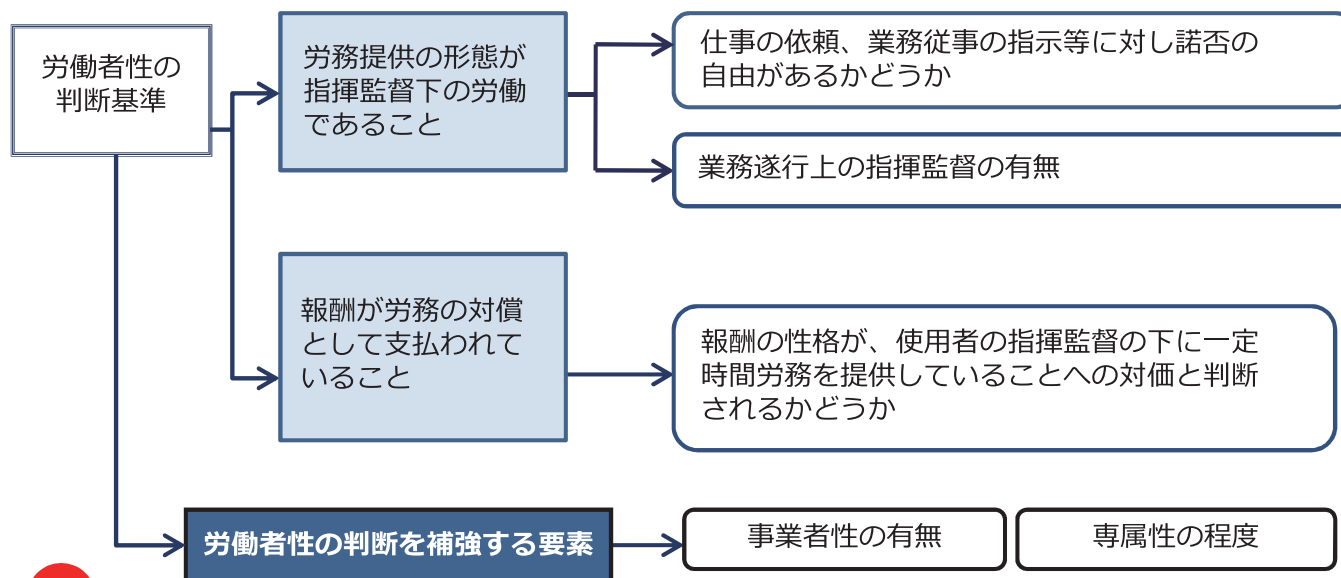 労働者性の
判断基準
労務提供の形態が
指揮監督下の労働
であること
仕事の依頼、業務従事の指示等に対し諾否の
自由があるかどうか
業務遂行上の指揮監督の有無
報酬が労務の対償
として支払われて
いること
報酬の性格が、使用者の指揮監督の下に一定
時間労務を提供していることへの対価と判断
されるかどうか
労働者性の判断を補強する要素
事業者性の有無
専属性の程度